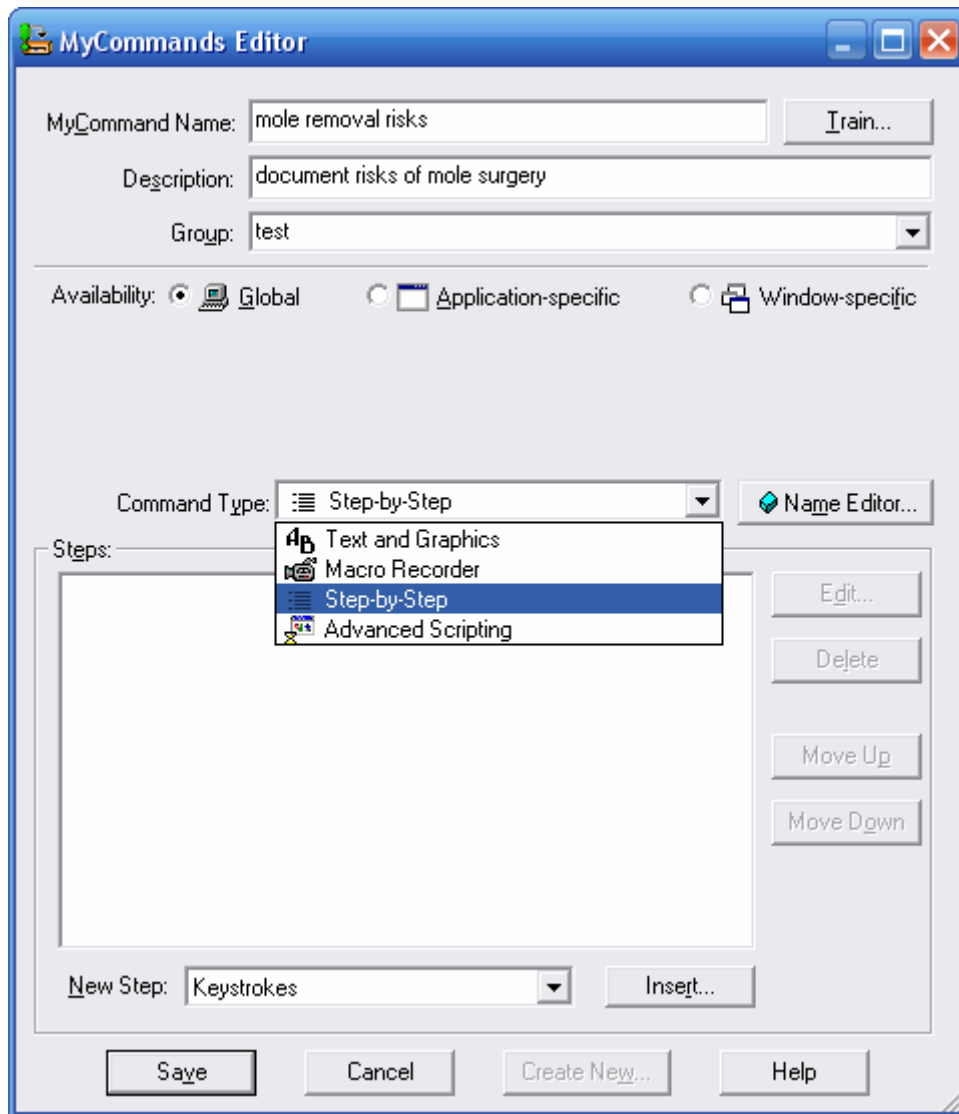 MyCommands Editor
MyCommand Name: mole removal risks Train...
Description: document risks of mole surgery
Group: test
Availability: Global Application-specific Window-specific
Command Type: Step-by-Step Name Editor...
Steps:
Text and Graphics
Macro Recorder
Step-by-Step
Advanced Scripting
Edit...
Delete
Move Up
Move Down
New Step: Keystrokes Insert...
Save Cancel Create New... Help